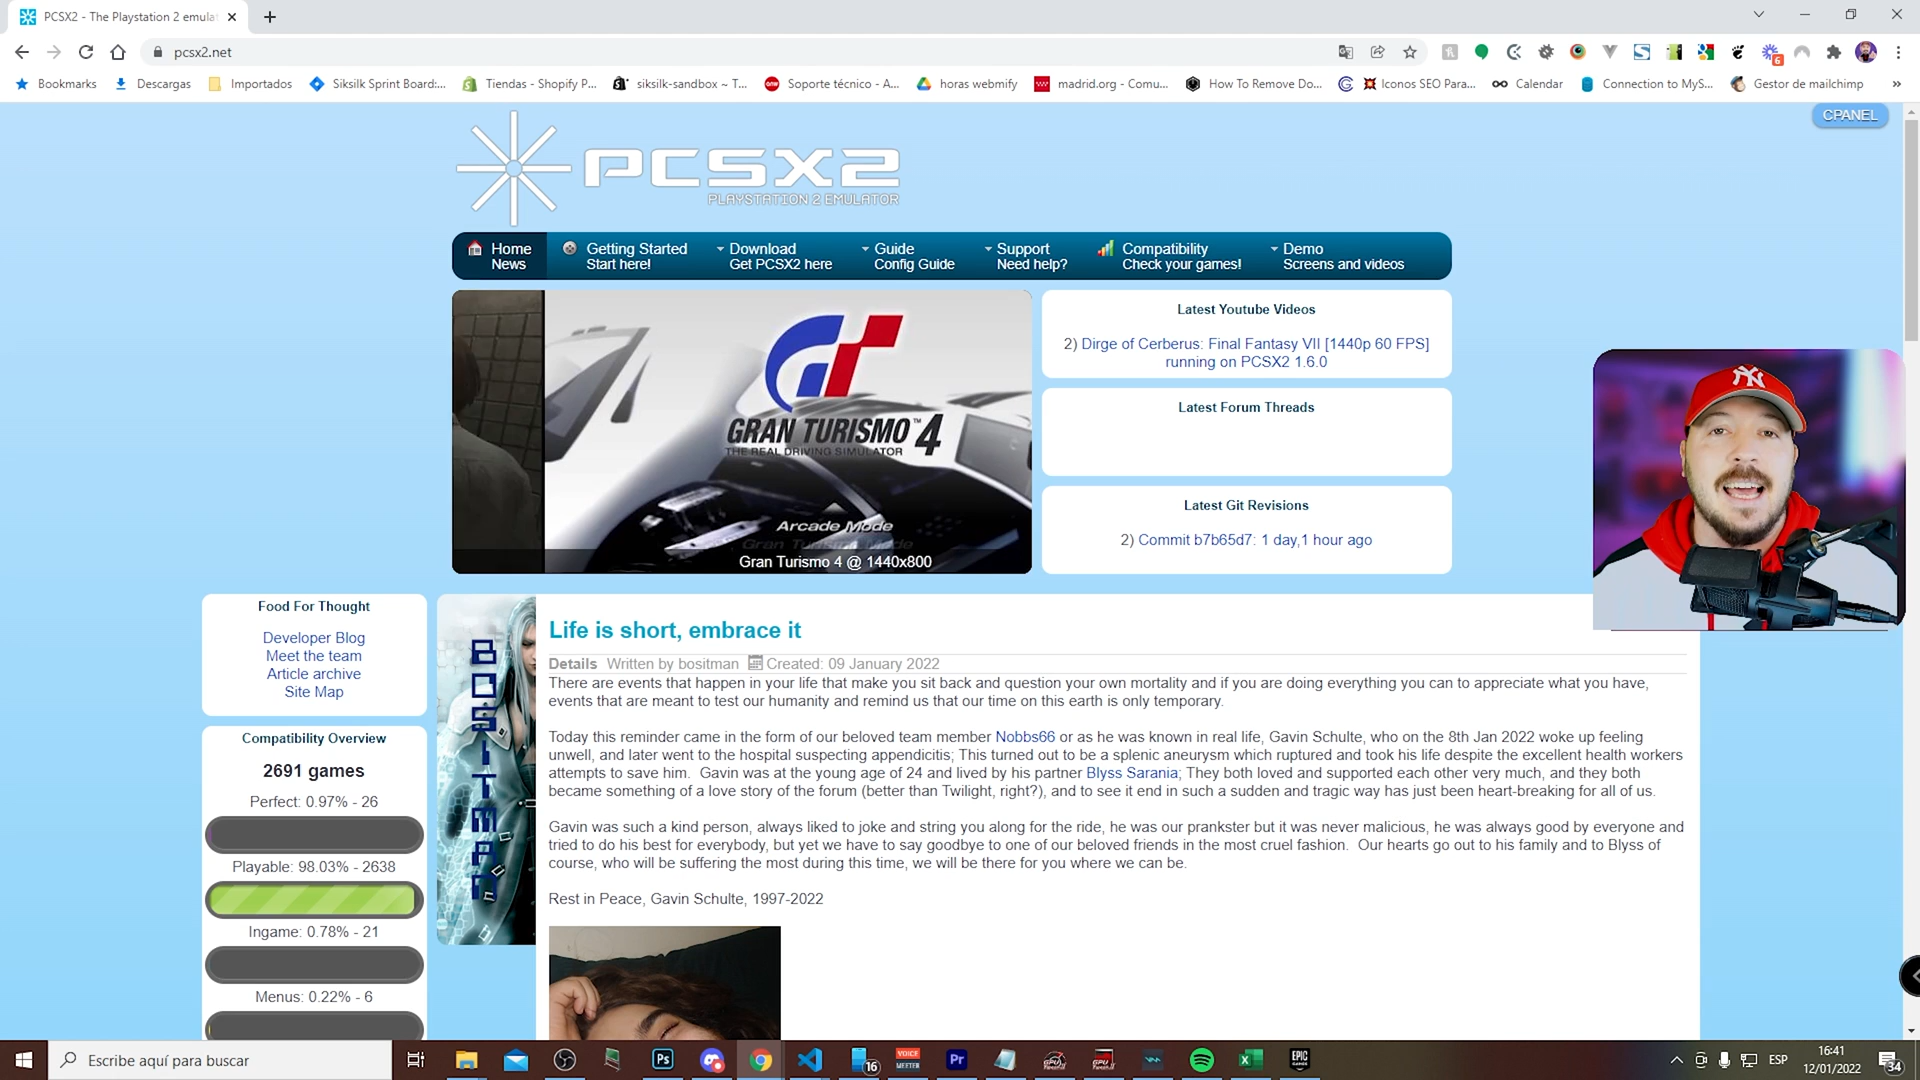 PCSX2 - The Playstation 2 emula
pcsx2.net
6
Bookmarks
Descargas
Importados
Siksilk Sprint Board:...
Tiendas - Shopify P...
siksilk-sandbox ~ T...
Soporte técnico - A...
horas webmify
madrid.org - Comu...
How To Remove Do...
Iconos SEO Para...
Calendar
Connection to MyS...
Gestor de mailchimp
»
CPANEL
PCSX2
PLAYSTATION 2 EMULATOR
Home
News
Getting Started
Start here!
Download
Get PCSX2 here
Guide
Config Guide
Support
Need help?
Compatibility
Check your games!
Demo
Screens and videos
GRAN TURISMO 4
THE REAL DRIVING SIMULATOR
Arcade Mode
Gran Turismo Mode
Gran Turismo 4 @ 1440x800
Latest Youtube Videos
2) Dirge of Cerberus: Final Fantasy VII [1440p 60 FPS]
running on PCSX2 1.6.0
Latest Forum Threads
Latest Git Revisions
2) Commit b7b65d7: 1 day,1 hour ago
Food For Thought
Developer Blog
Meet the team
Article archive
Site Map
Compatibility Overview
2691 games
Perfect: 0.97% - 26
Playable: 98.03% - 2638
Ingame: 0.78% - 21
Menus: 0.22% - 6
BOSITMAN
Life is short, embrace it
Details Written by bositman Created: 09 January 2022
There are events that happen in your life that make you sit back and question your own mortality and if you are doing everything you can to appreciate what you have,
events that are meant to test our humanity and remind us that our time on this earth is only temporary.
Today this reminder came in the form of our beloved team member Nobbs66 or as he was known in real life, Gavin Schulte, who on the 8th Jan 2022 woke up feeling
unwell, and later went to the hospital suspecting appendicitis; This turned out to be a splenic aneurysm which ruptured and took his life despite the excellent health workers
attempts to save him. Gavin was at the young age of 24 and lived by his partner Blyss Sarania; They both loved and supported each other very much, and they both
became something of a love story of the forum (better than Twilight, right?), and to see it end in such a sudden and tragic way has just been heart-breaking for all of us.
Gavin was such a kind person, always liked to joke and string you along for the ride, he was our prankster but it was never malicious, he was always good by everyone and
tried to do his best for everybody, but yet we have to say goodbye to one of our beloved friends in the most cruel fashion. Our hearts go out to his family and to Blyss of
course, who will be suffering the most during this time, we will be there for you where we can be.
Rest in Peace, Gavin Schulte, 1997-2022
Escribe aquí para buscar
Ps
16
VOICE
MEETER
Pr
EPIC
ESP
16:41
12/01/2022
34